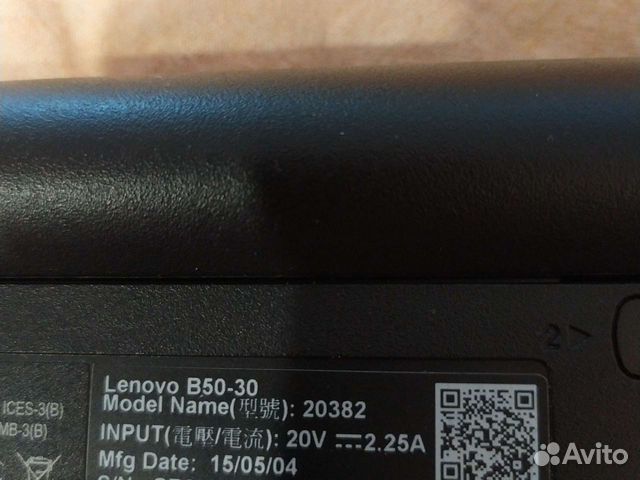 2
Lenovo B50-30
Model Name(型號): 20382
ICES-3(B)
MB-3(B)
INPUT(電壓/電流): 20V ⎓ 2.25A
Mfg Date: 15/05/04
Avito